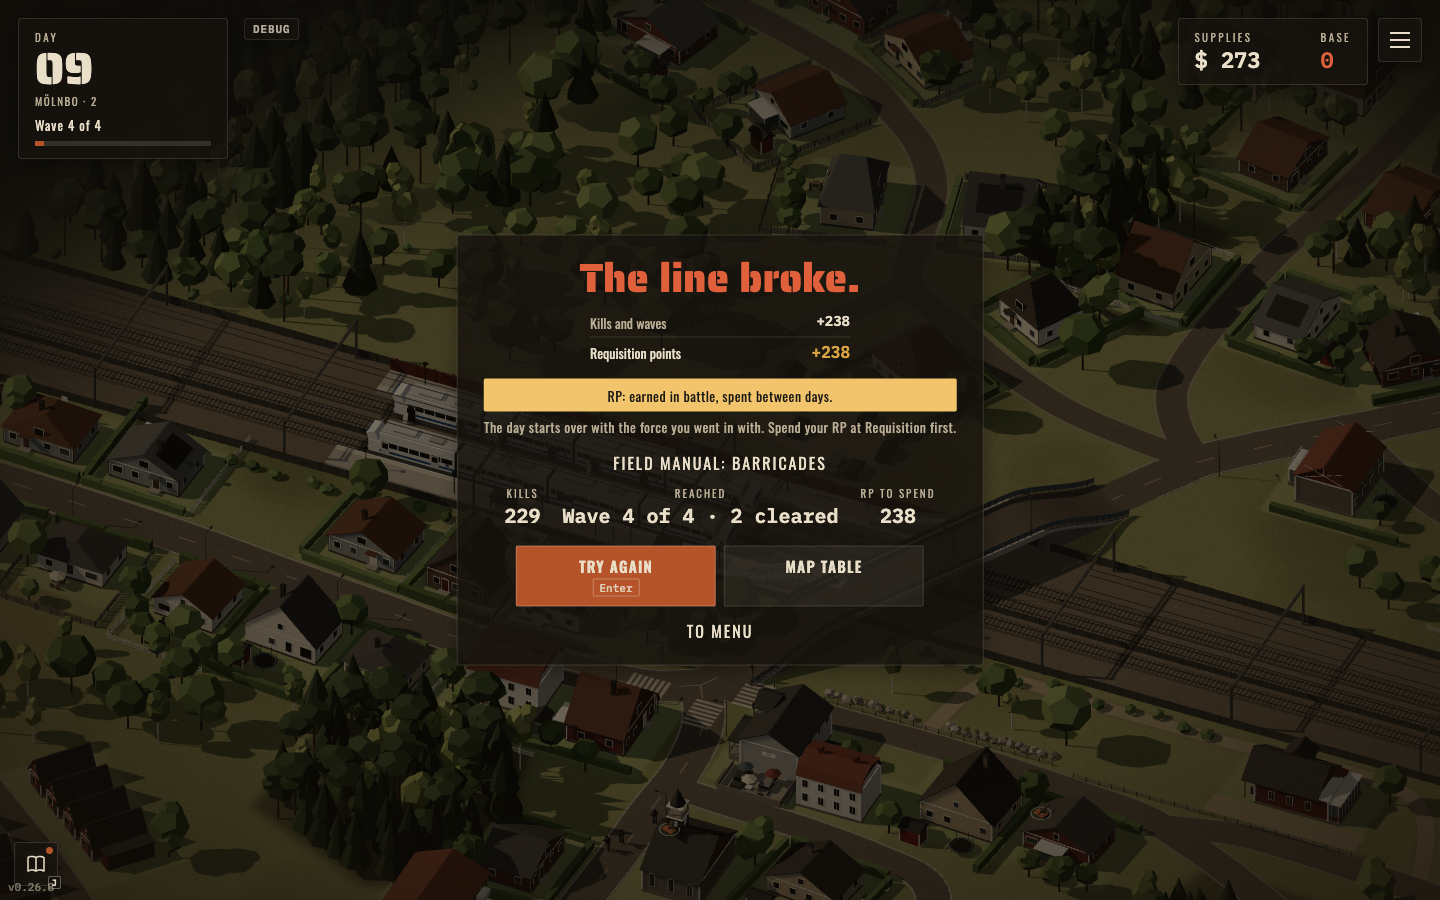 DAY
09
MÖLNBO · 2
Wave 4 of 4
DEBUG
SUPPLIES
$ 273
BASE
0
The line broke.
Kills and waves +238
Requisition points +238
RP: earned in battle, spent between days.
The day starts over with the force you went in with. Spend your RP at Requisition first.
FIELD MANUAL: BARRICADES
KILLS
229
REACHED
Wave 4 of 4 · 2 cleared
RP TO SPEND
238
TRY AGAIN
Enter
MAP TABLE
TO MENU
J